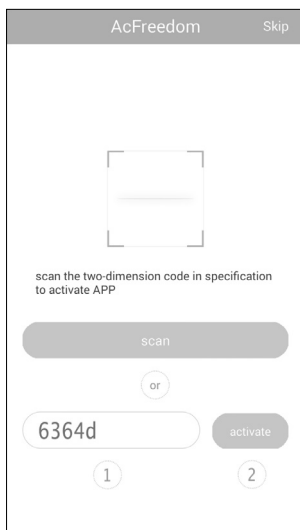 AcFreedom Skip
scan the two-dimension code in specification
to activate APP
scan
or
6364d activate
1 2